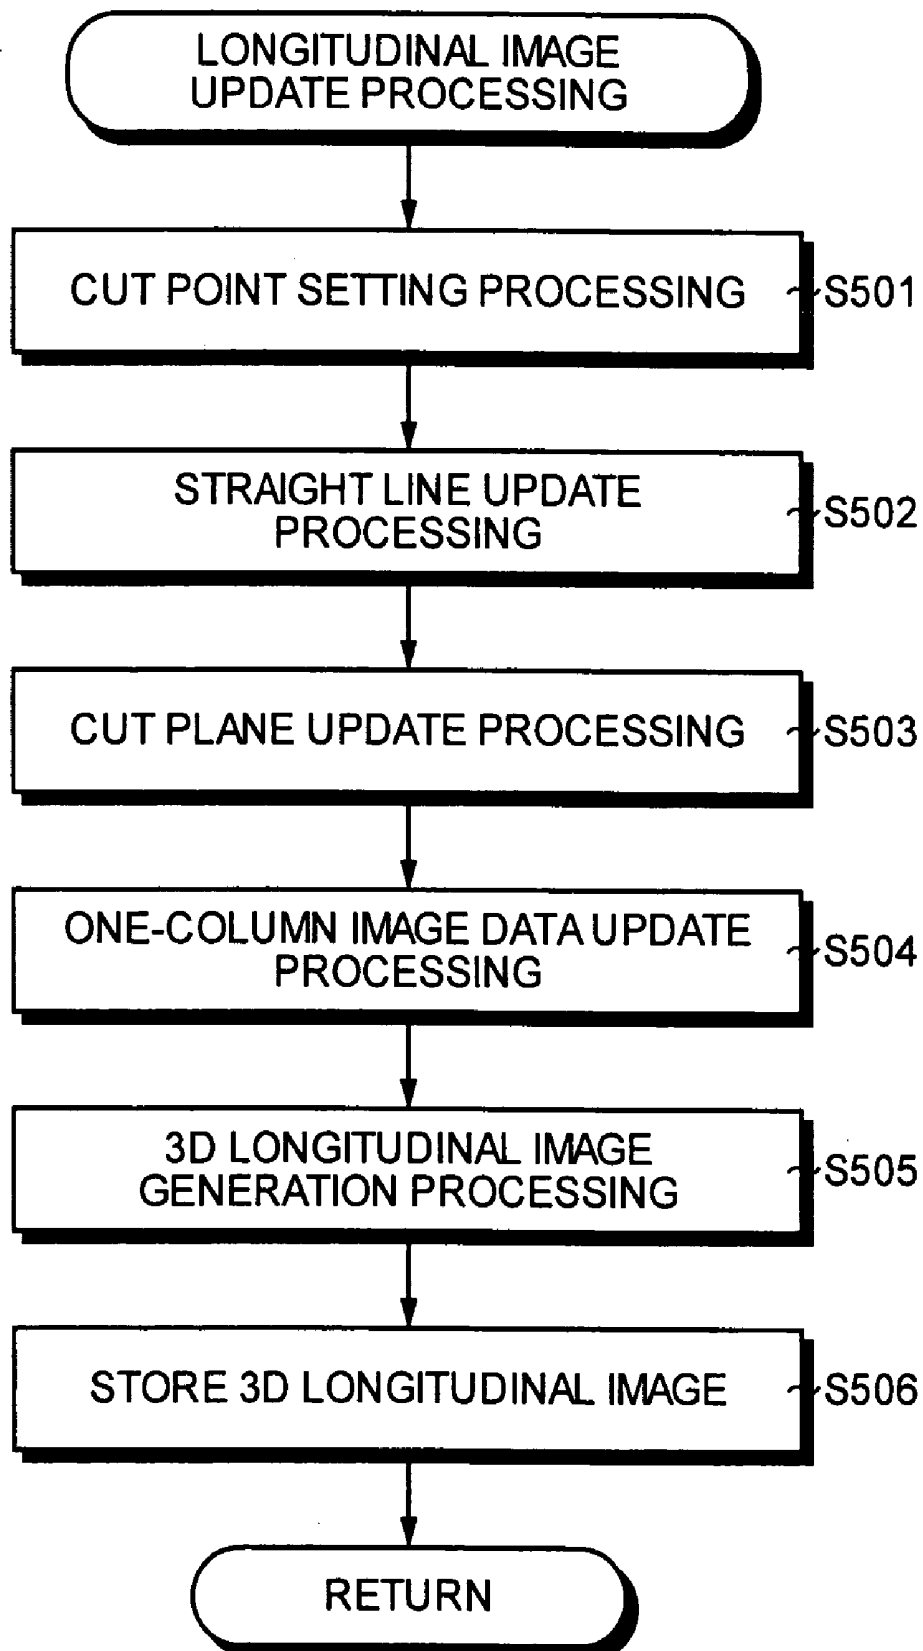 LONGITUDINAL IMAGE
UPDATE PROCESSING
CUT POINT SETTING PROCESSING
S501
STRAIGHT LINE UPDATE
PROCESSING
S502
CUT PLANE UPDATE PROCESSING
S503
ONE-COLUMN IMAGE DATA UPDATE
PROCESSING
S504
3D LONGITUDINAL IMAGE
GENERATION PROCESSING
S505
STORE 3D LONGITUDINAL IMAGE
S506
RETURN